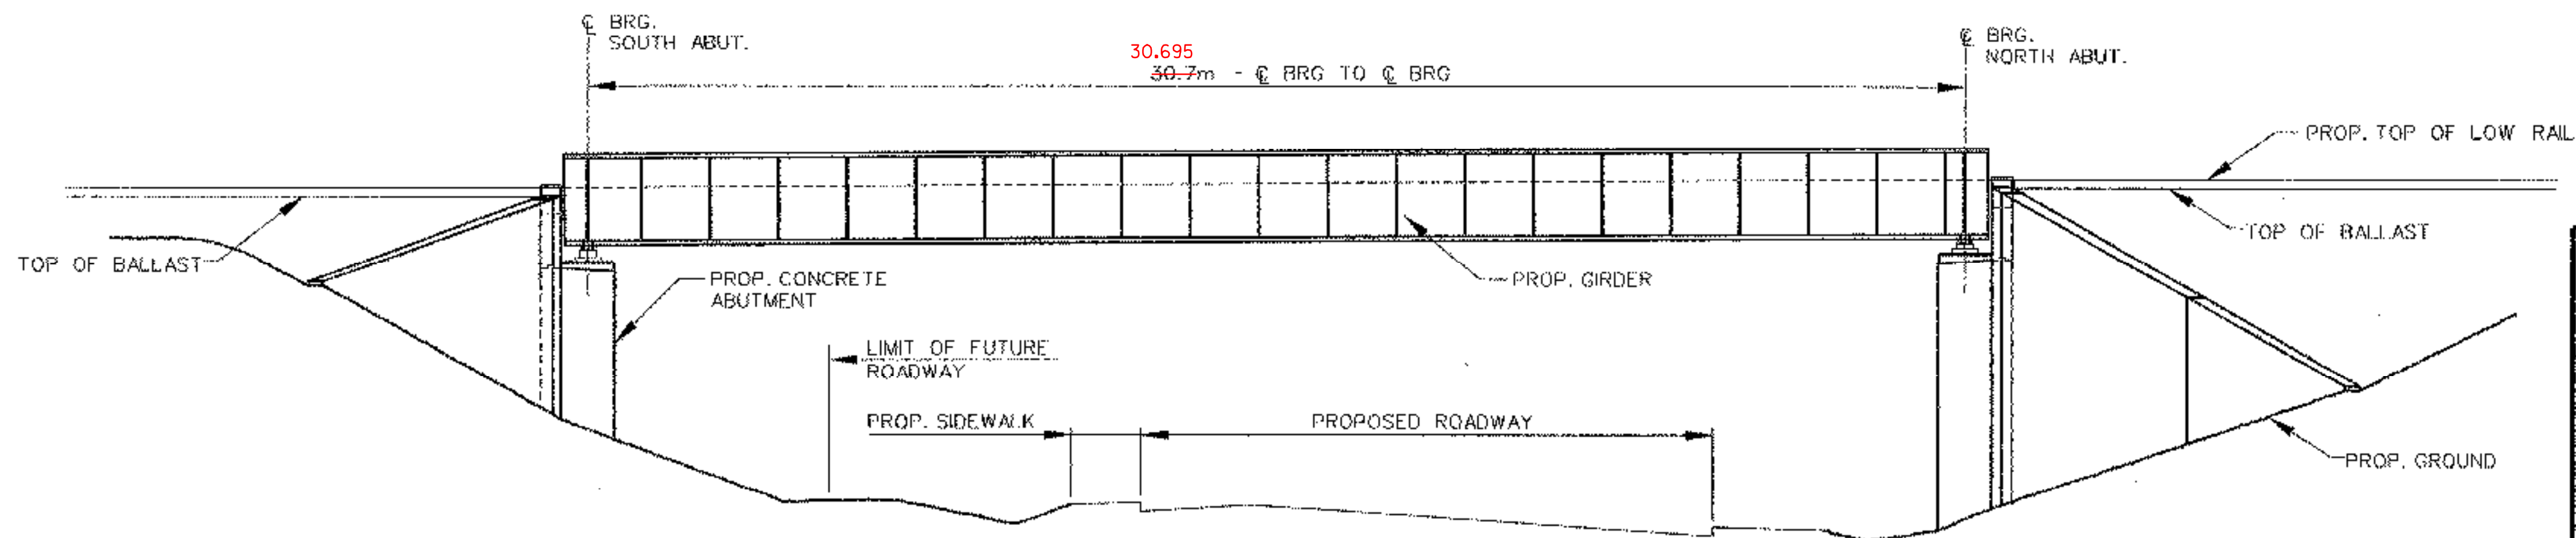 ℄ BRG.
SOUTH ABUT.
30.695
30.7m - ℄ BRG TO ℄ BRG
℄ BRG.
NORTH ABUT.
PROP. TOP OF LOW RAIL
TOP OF BALLAST
PROP. CONCRETE
ABUTMENT
PROP. GIRDER
TOP OF BALLAST
LIMIT OF FUTURE
ROADWAY
PROP. SIDEWALK
PROPOSED ROADWAY
PROP. GROUND